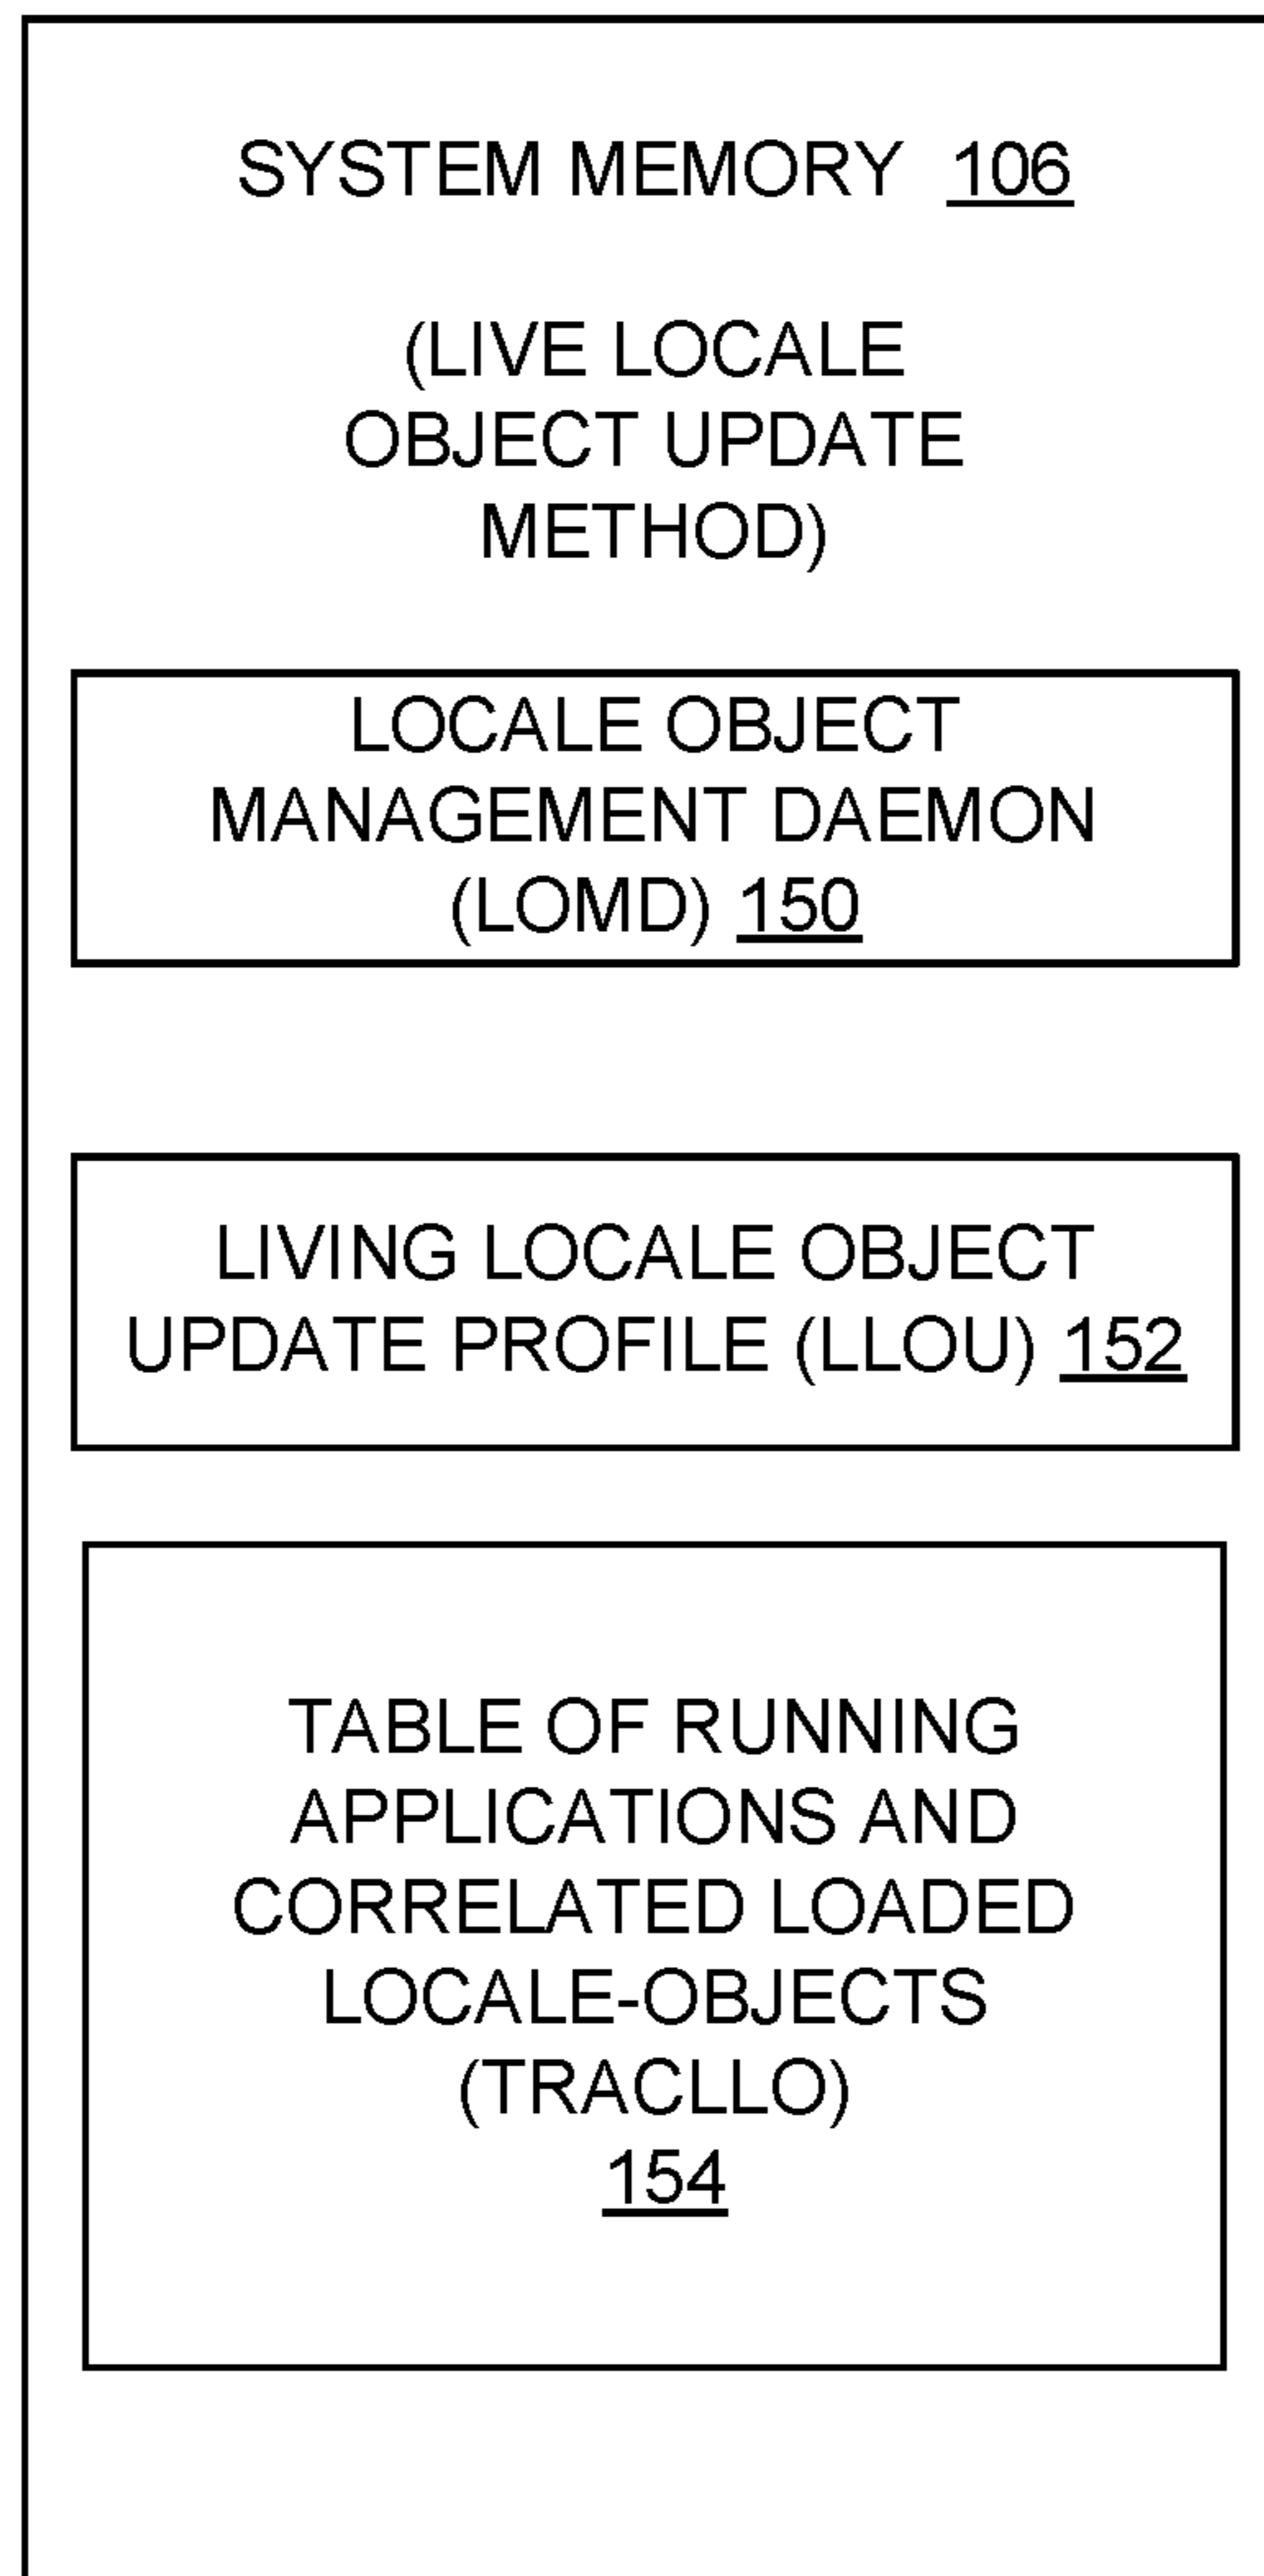 SYSTEM MEMORY 106
(LIVE LOCALE
OBJECT UPDATE
METHOD)
LOCALE OBJECT
MANAGEMENT DAEMON
(LOMD) 150
LIVING LOCALE OBJECT
UPDATE PROFILE (LLOU) 152
TABLE OF RUNNING
APPLICATIONS AND
CORRELATED LOADED
LOCALE-OBJECTS
(TRACLLO)
154